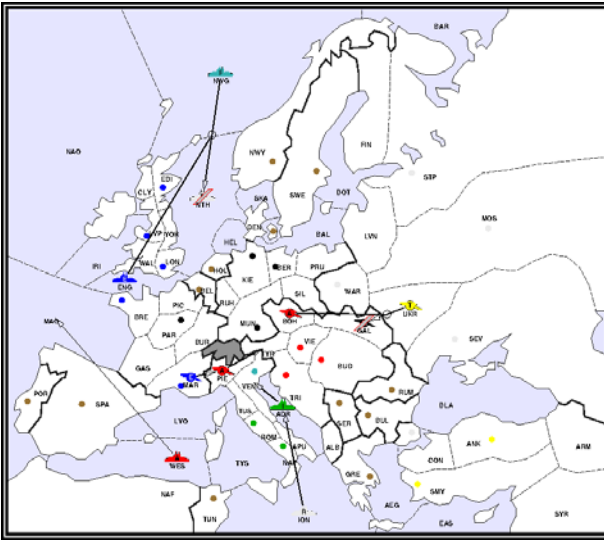 BAR
NWG
NAO
NWY
FIN
STP
EDI
CLY
SWE
NTH
SKA
BOT
MOS
DEN
VP YOK
BAL
LVN
HEL
IRI
WAL
LON
HOL
BER
PRU
KIE
ENG
BEL
RUH
SIL
WAR
UKR
PIC
BRE
MUN
BOH
GAL
MAO
PAR
BUR
VIE
SEV
GAS
TYR
BUD
MAR
PIE
VEN
TRI
RUM
POR
SPA
ADR
BLA
TUS
SER
BUL
LYO
ROM
APU
ALB
ANK
ARM
CON
WES
TYS
NAP
GRE
NAF
SMY
TUN
ION
AEG
EAS
SYR